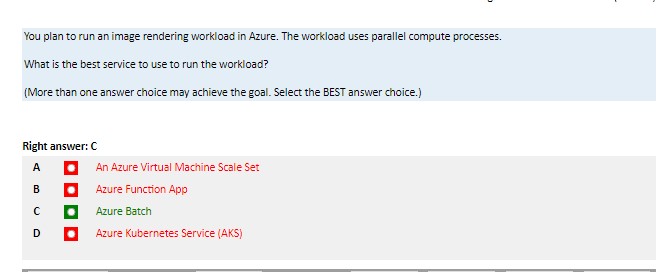 You plan to run an image rendering workload in Azure. The workload uses parallel compute processes.
What is the best service to use to run the workload?
(More than one answer choice may achieve the goal. Select the BEST answer choice.)
Right answer: C
A An Azure Virtual Machine Scale Set
B Azure Function App
C Azure Batch
D Azure Kubernetes Service (AKS)